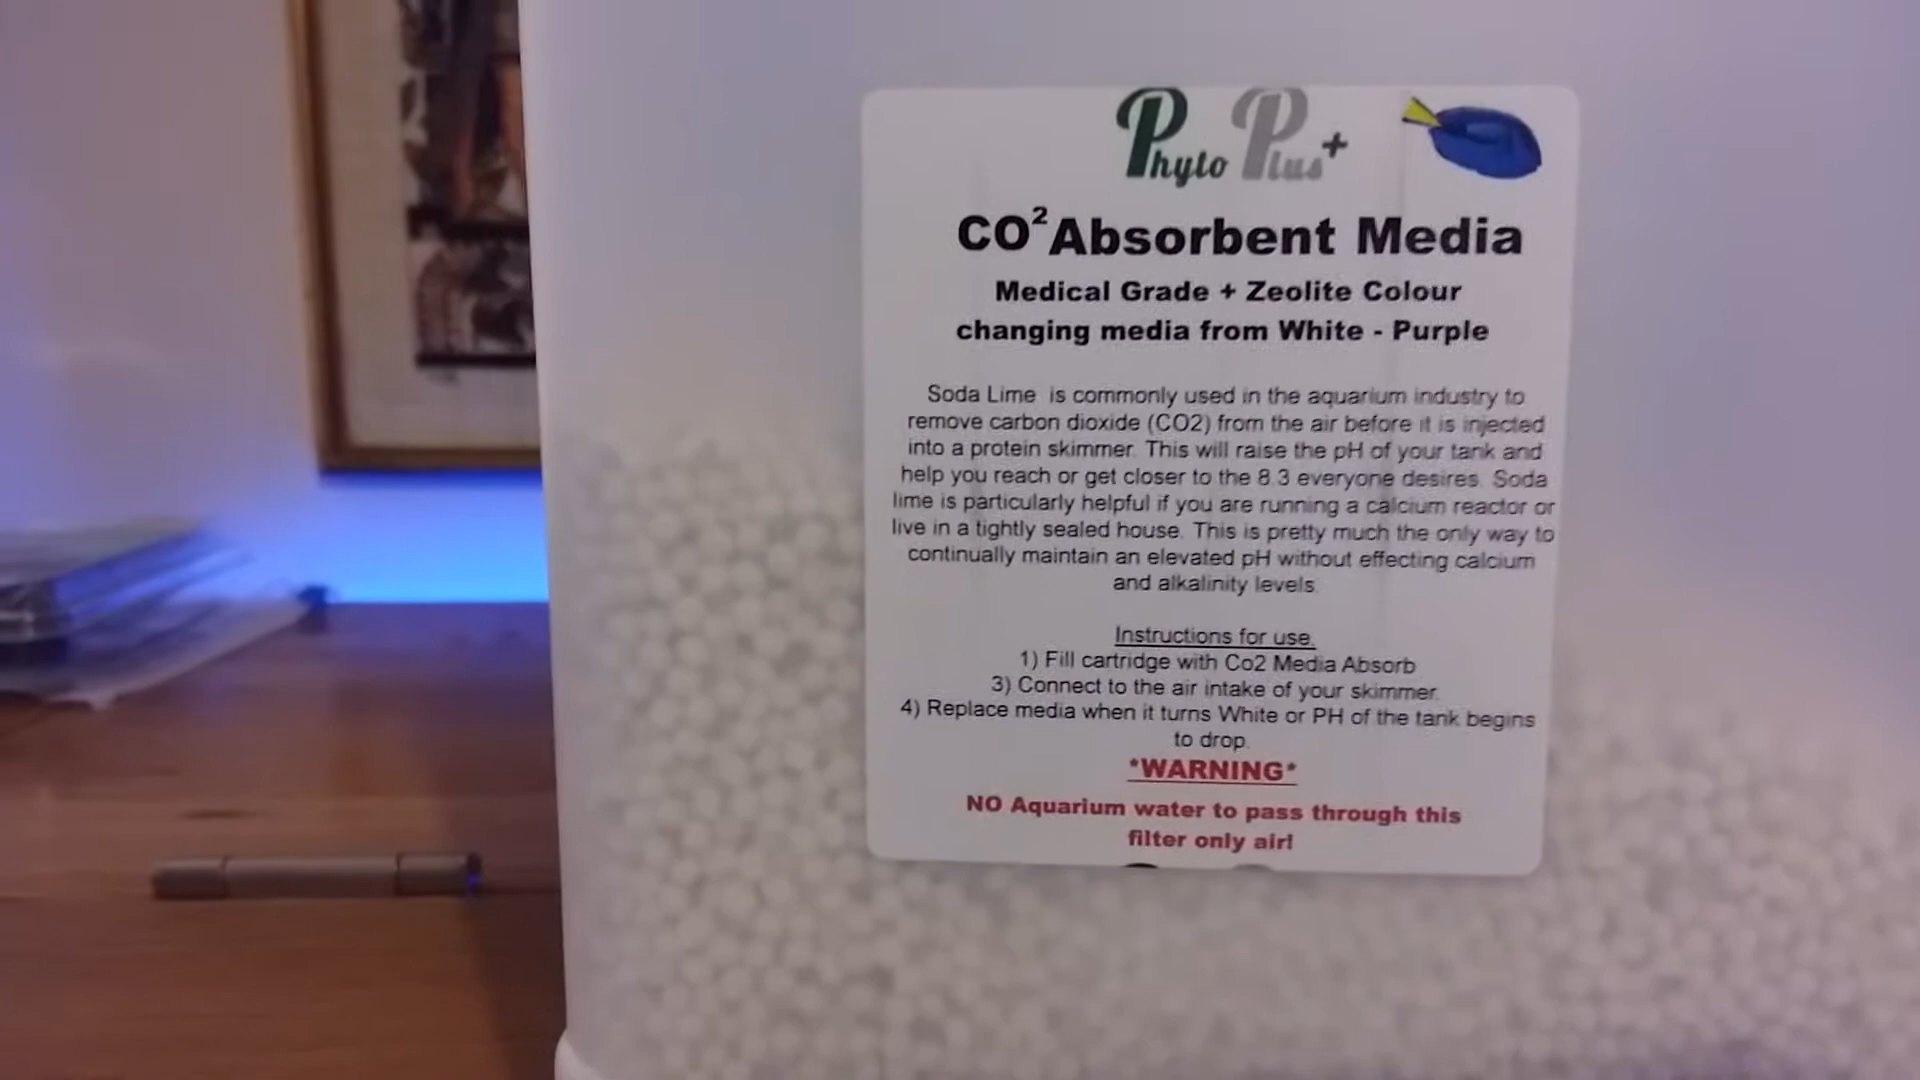 Phyto Plus+
CO²Absorbent Media
Medical Grade + Zeolite Colour
changing media from White - Purple
Soda Lime is commonly used in the aquarium industry to
remove carbon dioxide (CO2) from the air before it is injected
into a protein skimmer. This will raise the pH of your tank and
help you reach or get closer to the 8.3 everyone desires. Soda
lime is particularly helpful if you are running a calcium reactor or
live in a tightly sealed house. This is pretty much the only way to
continually maintain an elevated pH without effecting calcium
and alkalinity levels.
Instructions for use.
1) Fill cartridge with Co2 Media Absorb
3) Connect to the air intake of your skimmer.
4) Replace media when it turns White or PH of the tank begins
to drop.
*WARNING*
NO Aquarium water to pass through this
filter only air!